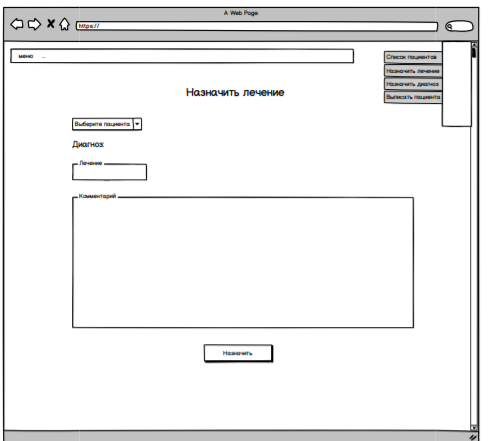 A Web Page
https://
меню ...
Список пациентов
Назначить лечение
Назначить диагноз
Выписать пациента
Назначить лечение
Выберите пациента
Диагноз:
Лечение
Комментарий
Назначить